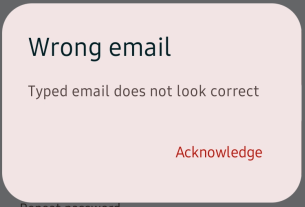 Wrong email
Typed email does not look correct
Acknowledge